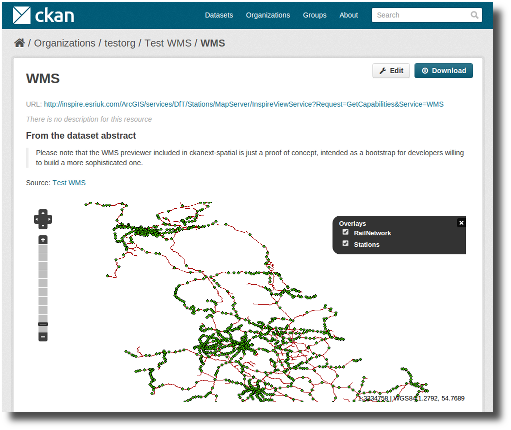 ckan
Datasets Organizations Groups About Search
/ Organizations / testorg / Test WMS / WMS
WMS
Edit Download
URL: http://inspire.esriuk.com/ArcGIS/services/DfT/Stations/MapServer/InspireViewService?Request=GetCapabilities&Service=WMS
There is no description for this resource
From the dataset abstract
Please note that the WMS previewer included in ckanext-spatial is just a proof of concept, intended as a bootstrap for developers willing
to build a more sophisticated one.
Source: Test WMS
Overlays
RailNetwork
Stations
WGS84 1.2792, 54.7689